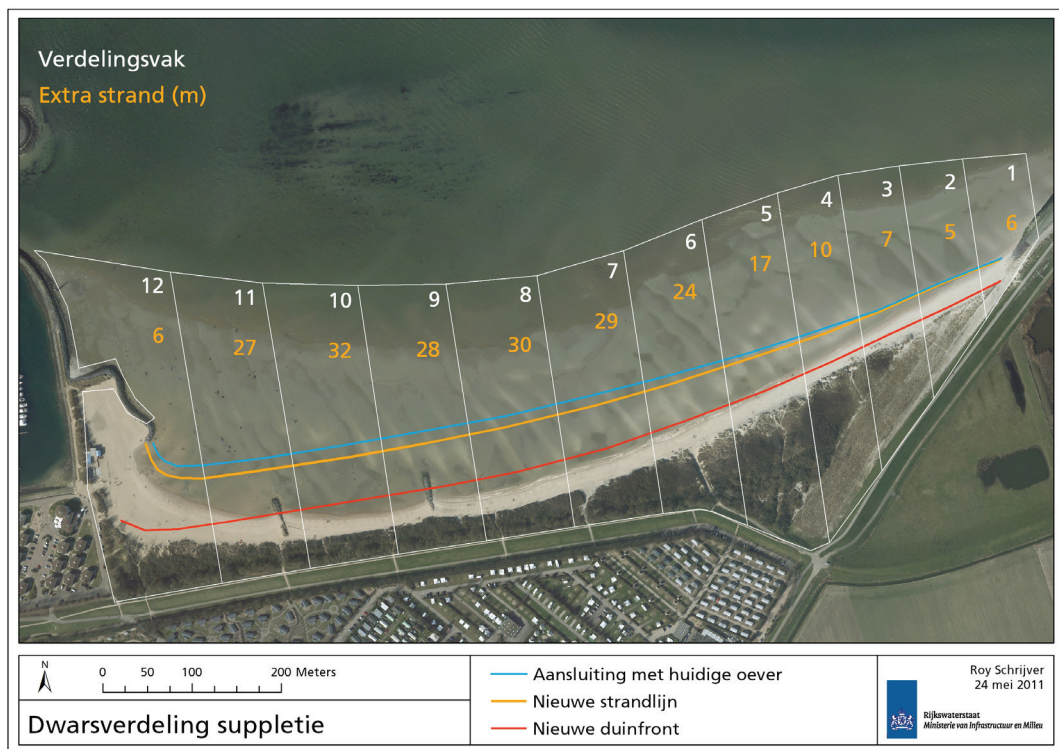 Verdelingsvak
Extra strand (m)
1
2
3
4
5
6
7
8
9
10
11
12
6
5
7
10
17
24
29
30
28
32
27
6
N
0 50 100 200 Meters
Dwarsverdeling suppletie
Aansluiting met huidige oever
Nieuwe strandlijn
Nieuwe duinfront
Roy Schrijver
24 mei 2011
Rijkswaterstaat
Ministerie van Infrastructuur en Milieu